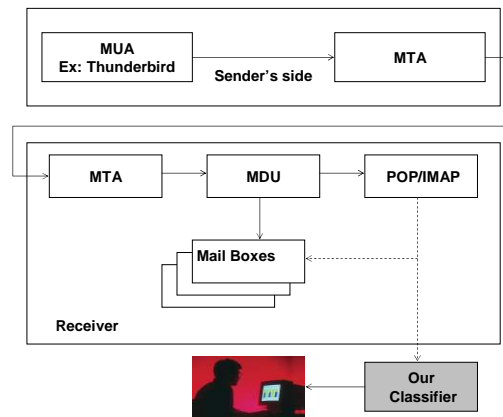 MUA
Ex: Thunderbird
Sender's side
MTA
MTA
MDU
POP/IMAP
Mail Boxes
Receiver
Our
Classifier